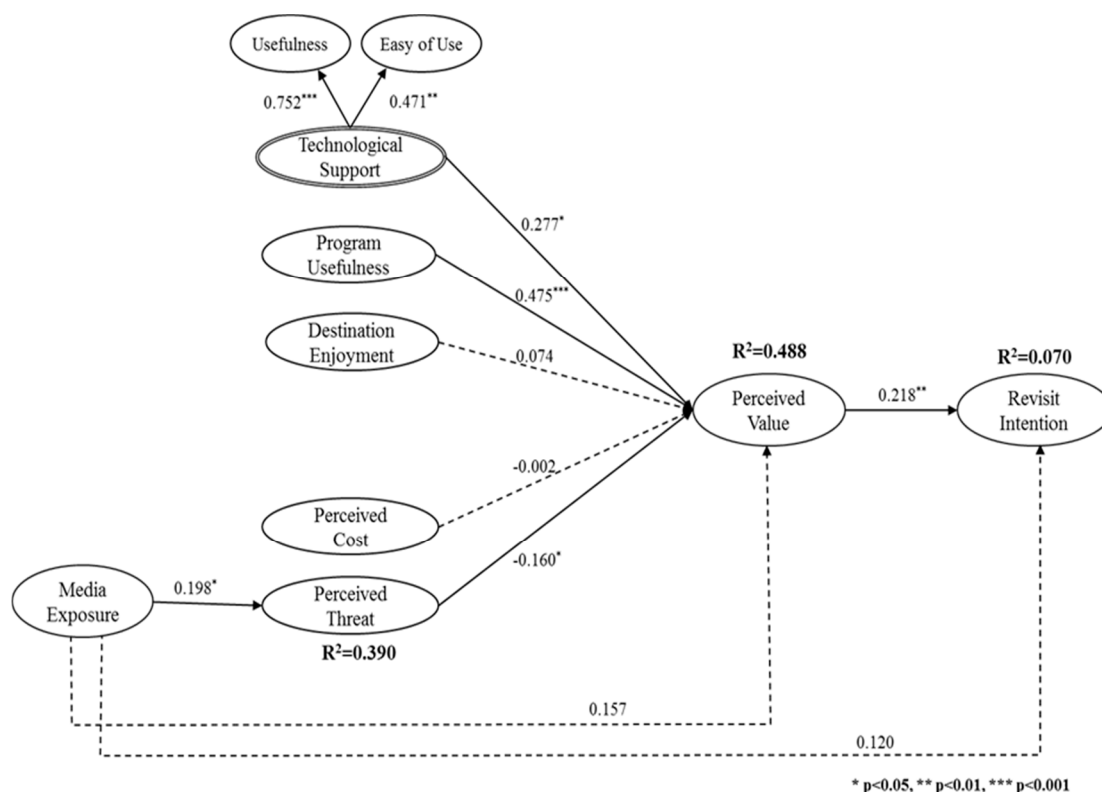 Usefulness
Easy of Use
0.752***
0.471**
Technological
Support
0.277*
Program
Usefulness
0.475***
Destination
Enjoyment
0.074
R²=0.488
R²=0.070
Perceived
Value
0.218**
Revisit
Intention
-0.002
Perceived
Cost
-0.160*
Media
Exposure
0.198*
Perceived
Threat
R²=0.390
0.157
0.120
* p<0.05, ** p<0.01, *** p<0.001